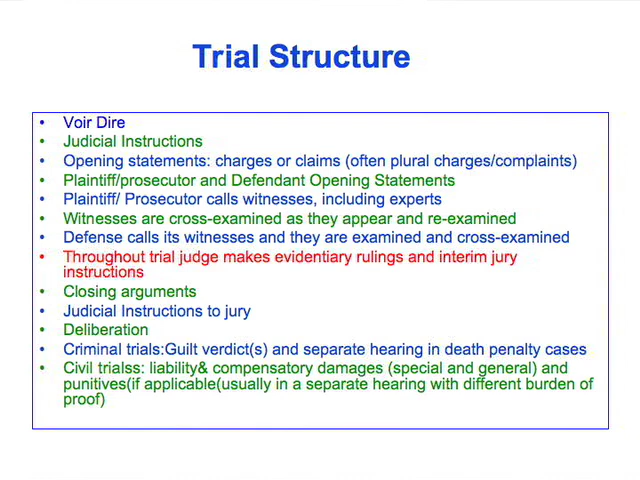 Trial Structure
• Voir Dire
• Judicial Instructions
• Opening statements: charges or claims (often plural charges/complaints)
• Plaintiff/prosecutor and Defendant Opening Statements
• Plaintiff/ Prosecutor calls witnesses, including experts
• Witnesses are cross-examined as they appear and re-examined
• Defense calls its witnesses and they are examined and cross-examined
• Throughout trial judge makes evidentiary rulings and interim jury
instructions
• Closing arguments
• Judicial Instructions to jury
• Deliberation
• Criminal trials:Guilt verdict(s) and separate hearing in death penalty cases
• Civil trialss: liability& compensatory damages (special and general) and
punitives(if applicable(usually in a separate hearing with different burden of
proof)